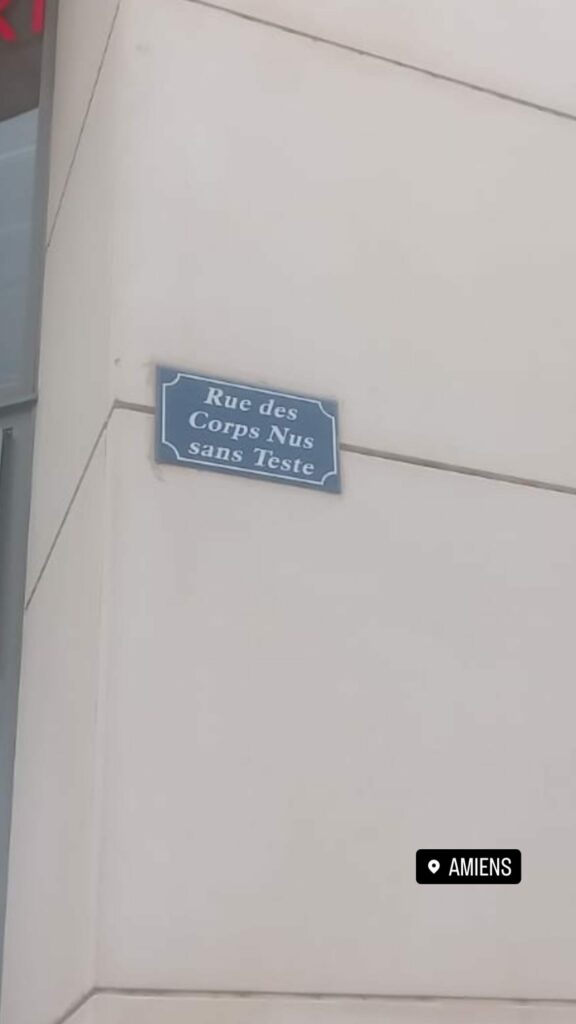 Rue des
Corps Nus
sans Teste
AMIENS